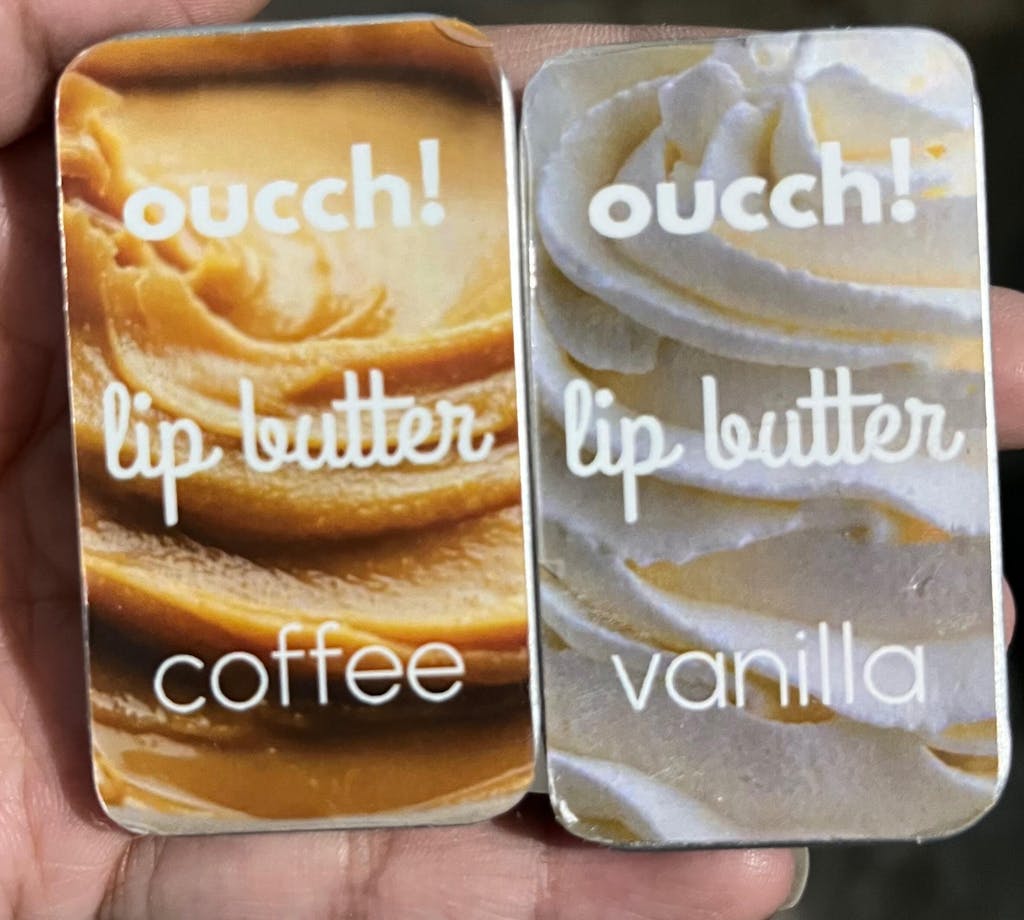 oucch!
lip butter
coffee
oucch!
lip butter
vanilla